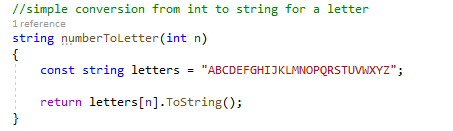 //simple conversion from int to string for a letter
1 reference
string numberToLetter(int n)
{
const string letters = "ABCDEFGHIJKLMNOPQRSTUVWXYZ";
return letters[n].ToString();
}